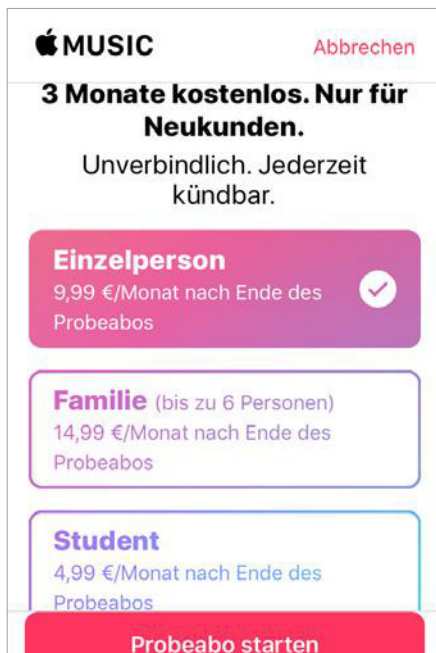 MUSIC
Abbrechen
3 Monate kostenlos. Nur für
Neukunden.
Unverbindlich. Jederzeit
kündbar.
Einzelperson
9,99 €/Monat nach Ende des
Probeabos
Familie (bis zu 6 Personen)
14,99 €/Monat nach Ende des
Probeabos
Student
4,99 €/Monat nach Ende des
Probeabos
Probeabo starten